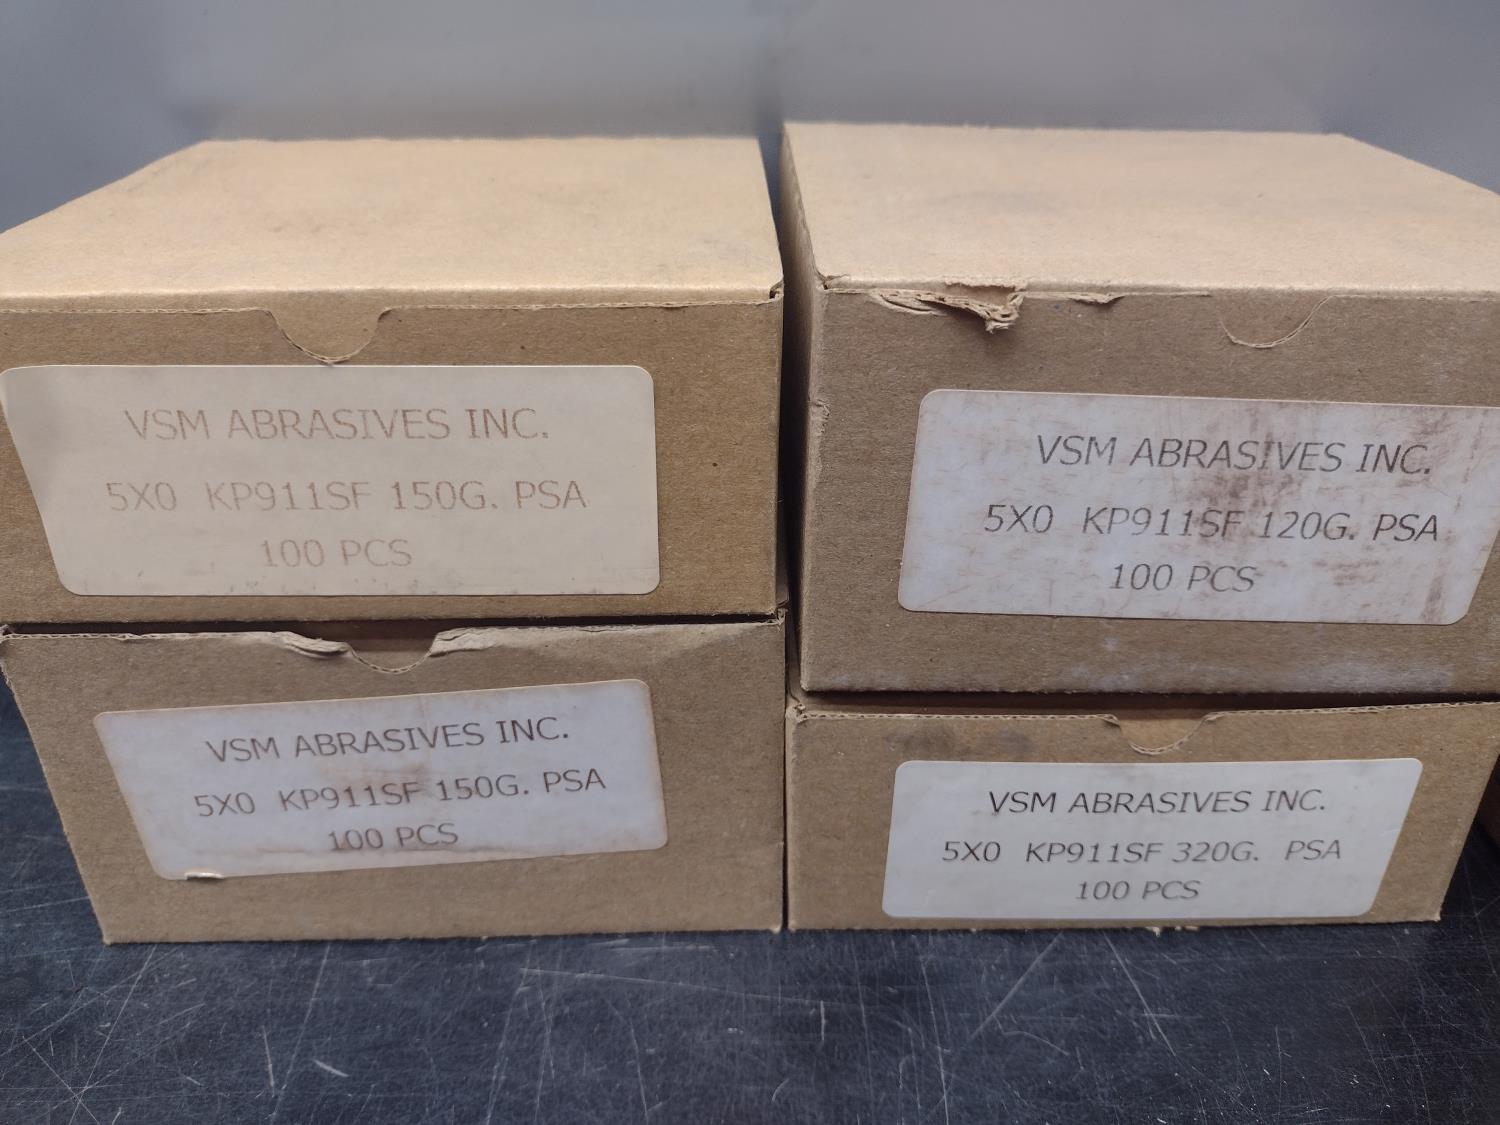 VSM ABRASIVES INC.
5X0 KP911SF 150G. PSA
100 PCS
VSM ABRASIVES INC.
5X0 KP911SF 120G. PSA
100 PCS
VSM ABRASIVES INC.
5X0 KP911SF 150G. PSA
100 PCS
VSM ABRASIVES INC.
5X0 KP911SF 320G. PSA
100 PCS